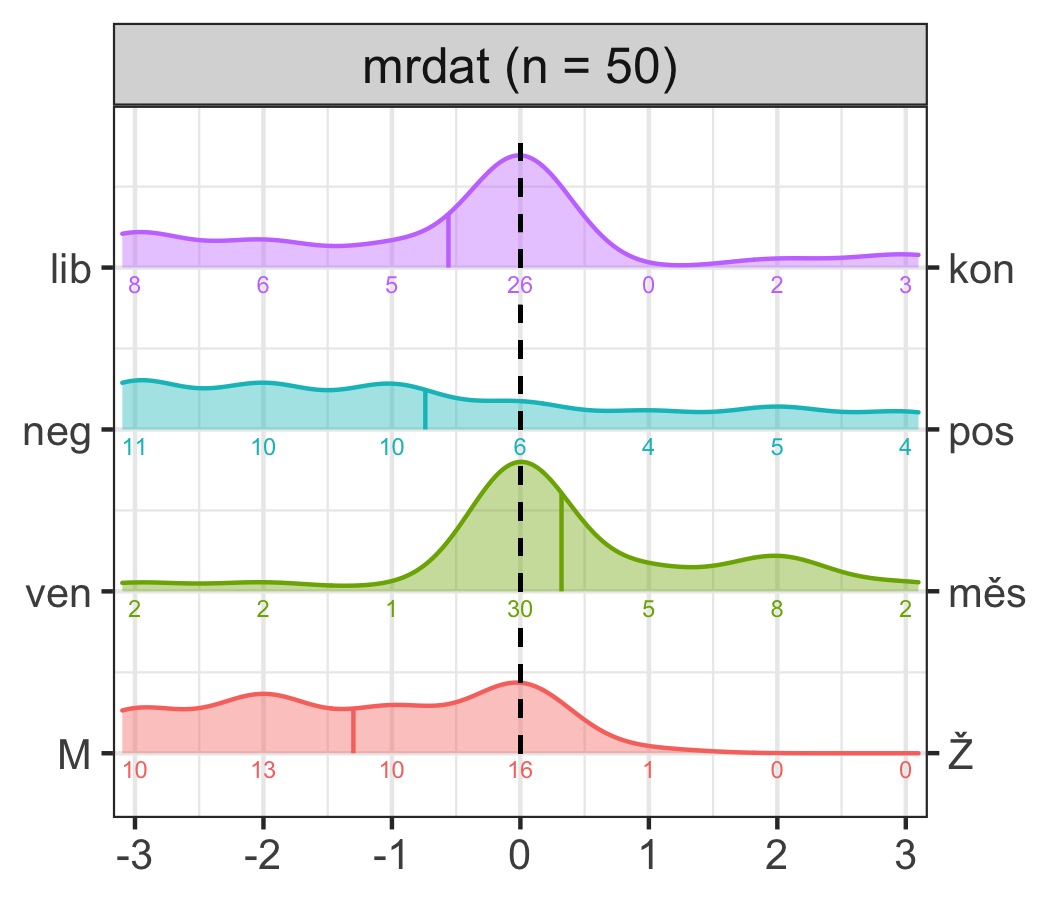 mrdat (n = 50)
lib kon
8 6 5 26 0 2 3
neg pos
11 10 10 6 4 5 4
ven měs
2 2 1 30 5 8 2
M Ž
10 13 10 16 1 0 0
-3 -2 -1 0 1 2 3